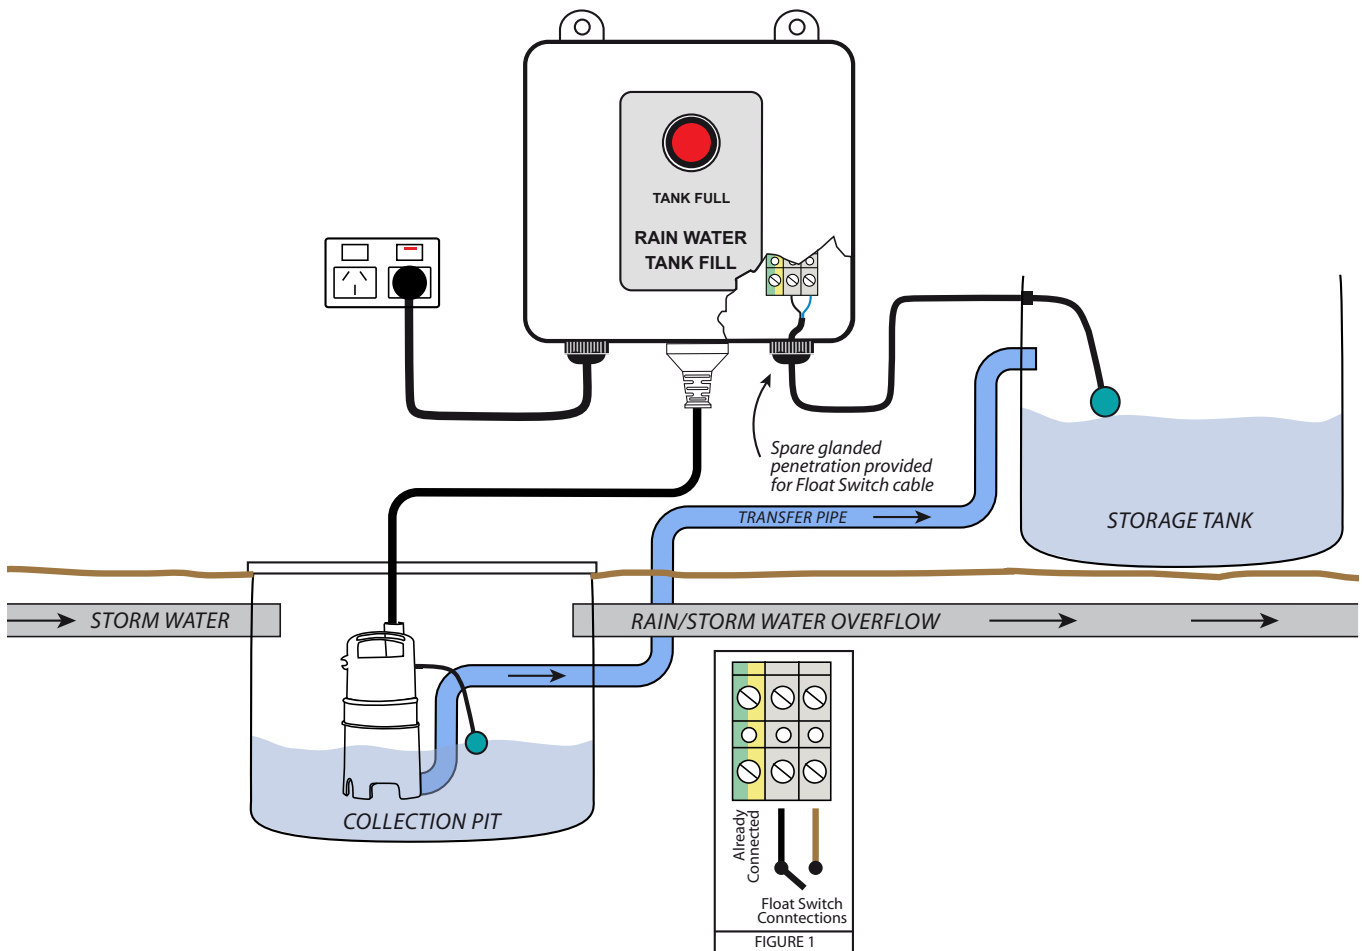 TANK FULL
RAIN WATER
TANK FILL
Spare glanded
penetration provided
for Float Switch cable
TRANSFER PIPE
STORAGE TANK
STORM WATER
RAIN/STORM WATER OVERFLOW
COLLECTION PIT
Already
Connected
Float Switch
Conntections
FIGURE 1